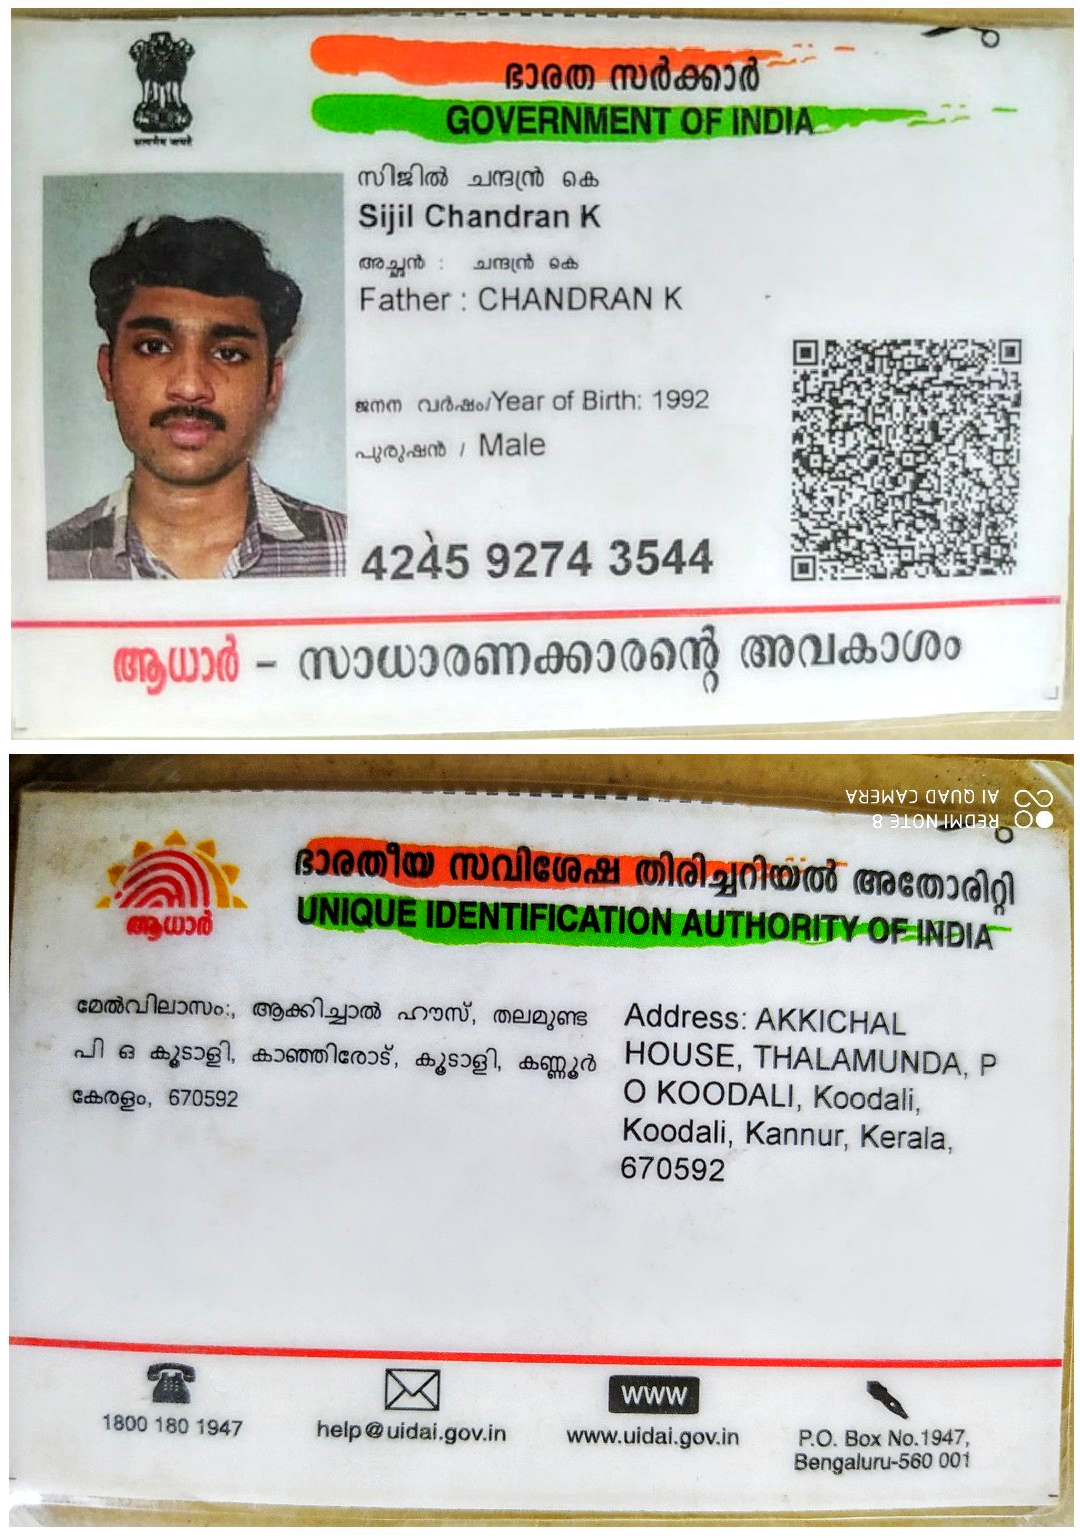 ഭാരത സർക്കാർ
GOVERNMENT OF INDIA
सत्यमेव जयते
സിജിൽ ചന്ദ്രൻ കെ
Sijil Chandran K
അച്ഛൻ : ചന്ദ്രൻ കെ
Father : CHANDRAN K
ജനന വർഷം/Year of Birth: 1992
പുരുഷൻ / Male
4245 9274 3544
ആധാർ - സാധാരണക്കാരന്റെ അവകാശം
AI QUAD CAMERA
REDMI NOTE 8
ഭാരതീയ സവിശേഷ തിരിച്ചറിയൽ അതോരിറ്റി
UNIQUE IDENTIFICATION AUTHORITY OF INDIA
ആധാർ
മേൽവിലാസം:, ആക്കിച്ചാൽ ഹൗസ്, തലമുണ്ട
പി ഒ കൂടാളി, കാഞ്ഞിരോട്, കൂടാളി, കണ്ണൂർ
കേരളം, 670592
Address: AKKICHAL
HOUSE, THALAMUNDA, P
O KOODALI, Koodali,
Koodali, Kannur, Kerala,
670592
1800 180 1947
help@uidai.gov.in
www
www.uidai.gov.in
P.O. Box No.1947,
Bengaluru-560 001